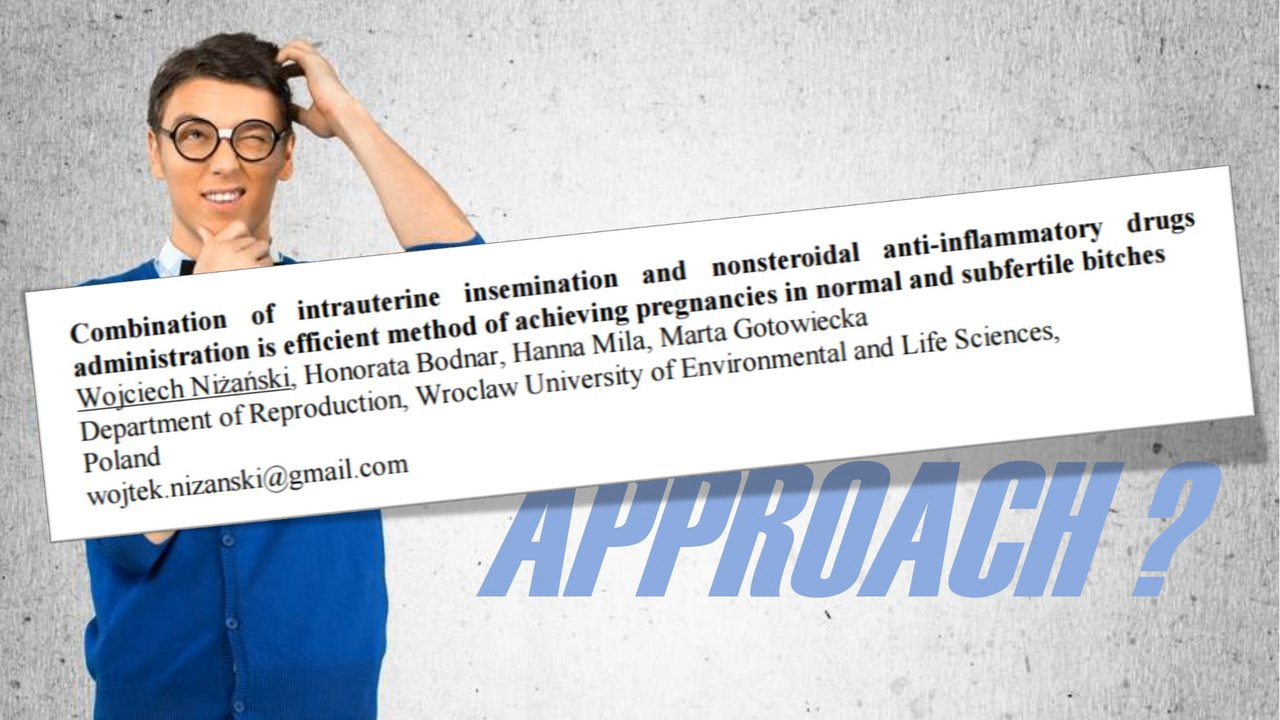 Combination of intrauterine insemination and nonsteroidal anti-inflammatory drugs
administration is efficient method of achieving pregnancies in normal and subfertile bitches
Wojciech Niżański, Honorata Bodnar, Hanna Mila, Marta Gotowiecka
Department of Reproduction, Wroclaw University of Environmental and Life Sciences,
Poland
wojtek.nizanski@gmail.com
APPROACH ?